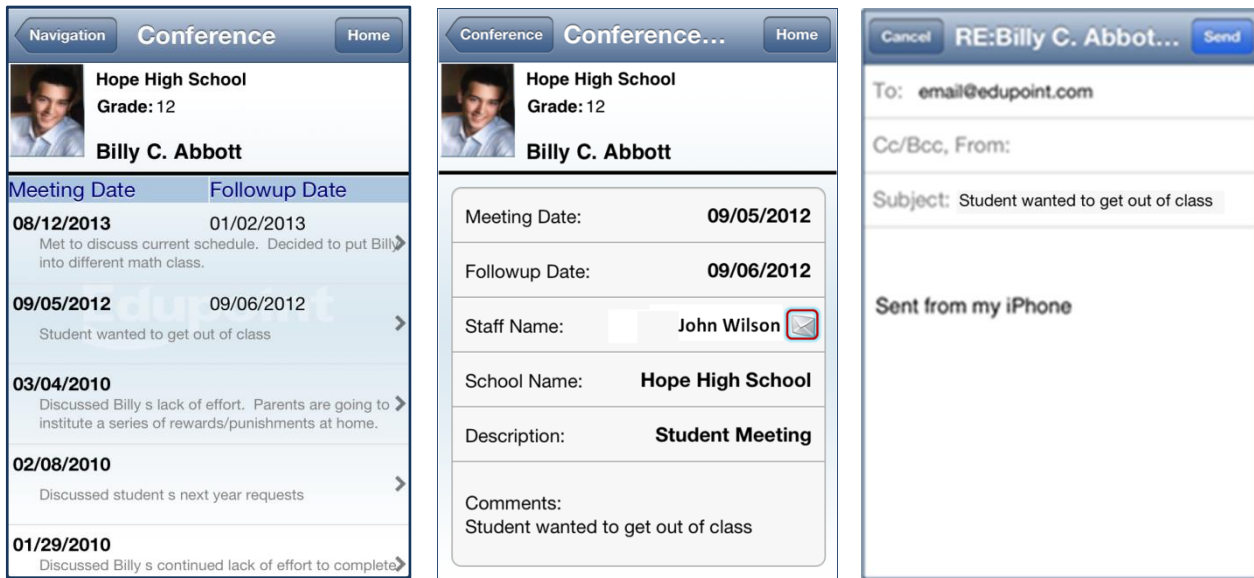 Navigation
Conference
Home
Hope High School
Grade: 12
Billy C. Abbott
Meeting Date Followup Date
08/12/2013 01/02/2013
Met to discuss current schedule. Decided to put Billy
into different math class.
Edupoint
09/05/2012 09/06/2012
Student wanted to get out of class
03/04/2010
Discussed Billy s lack of effort. Parents are going to
institute a series of rewards/punishments at home.
02/08/2010
Discussed student s next year requests
01/29/2010
Discussed Billy s continued lack of effort to complete
Conference
Conference...
Home
Hope High School
Grade: 12
Billy C. Abbott
Meeting Date: 09/05/2012
Followup Date: 09/06/2012
Staff Name: John Wilson
School Name: Hope High School
Description: Student Meeting
Comments:
Student wanted to get out of class
Cancel
RE:Billy C. Abbot...
Send
To: email@edupoint.com
Cc/Bcc, From:
Subject: Student wanted to get out of class
Sent from my iPhone